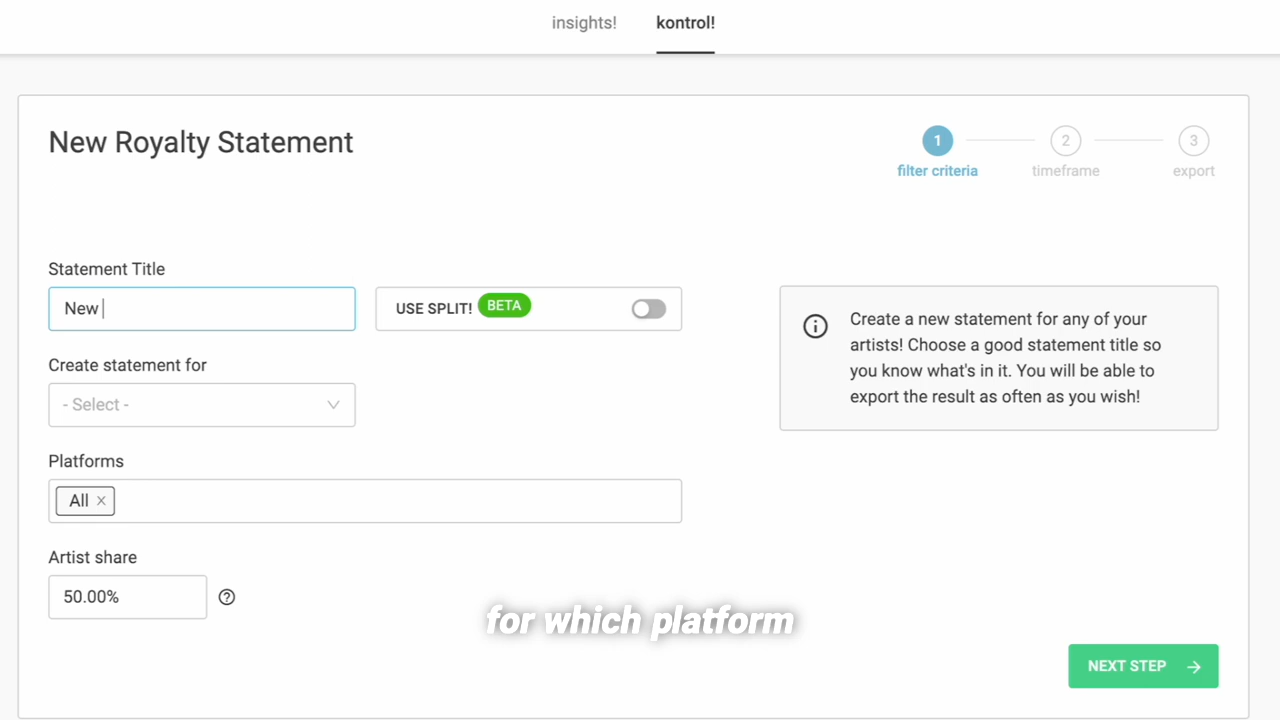 insights!
kontrol!
New Royalty Statement
1
2
3
filter criteria
timeframe
export
Statement Title
New
USE SPLIT!
BETA
Create a new statement for any of your
artists! Choose a good statement title so
you know what's in it. You will be able to
export the result as often as you wish!
Create statement for
- Select -
Platforms
All
Artist share
50.00%
for which platform
NEXT STEP